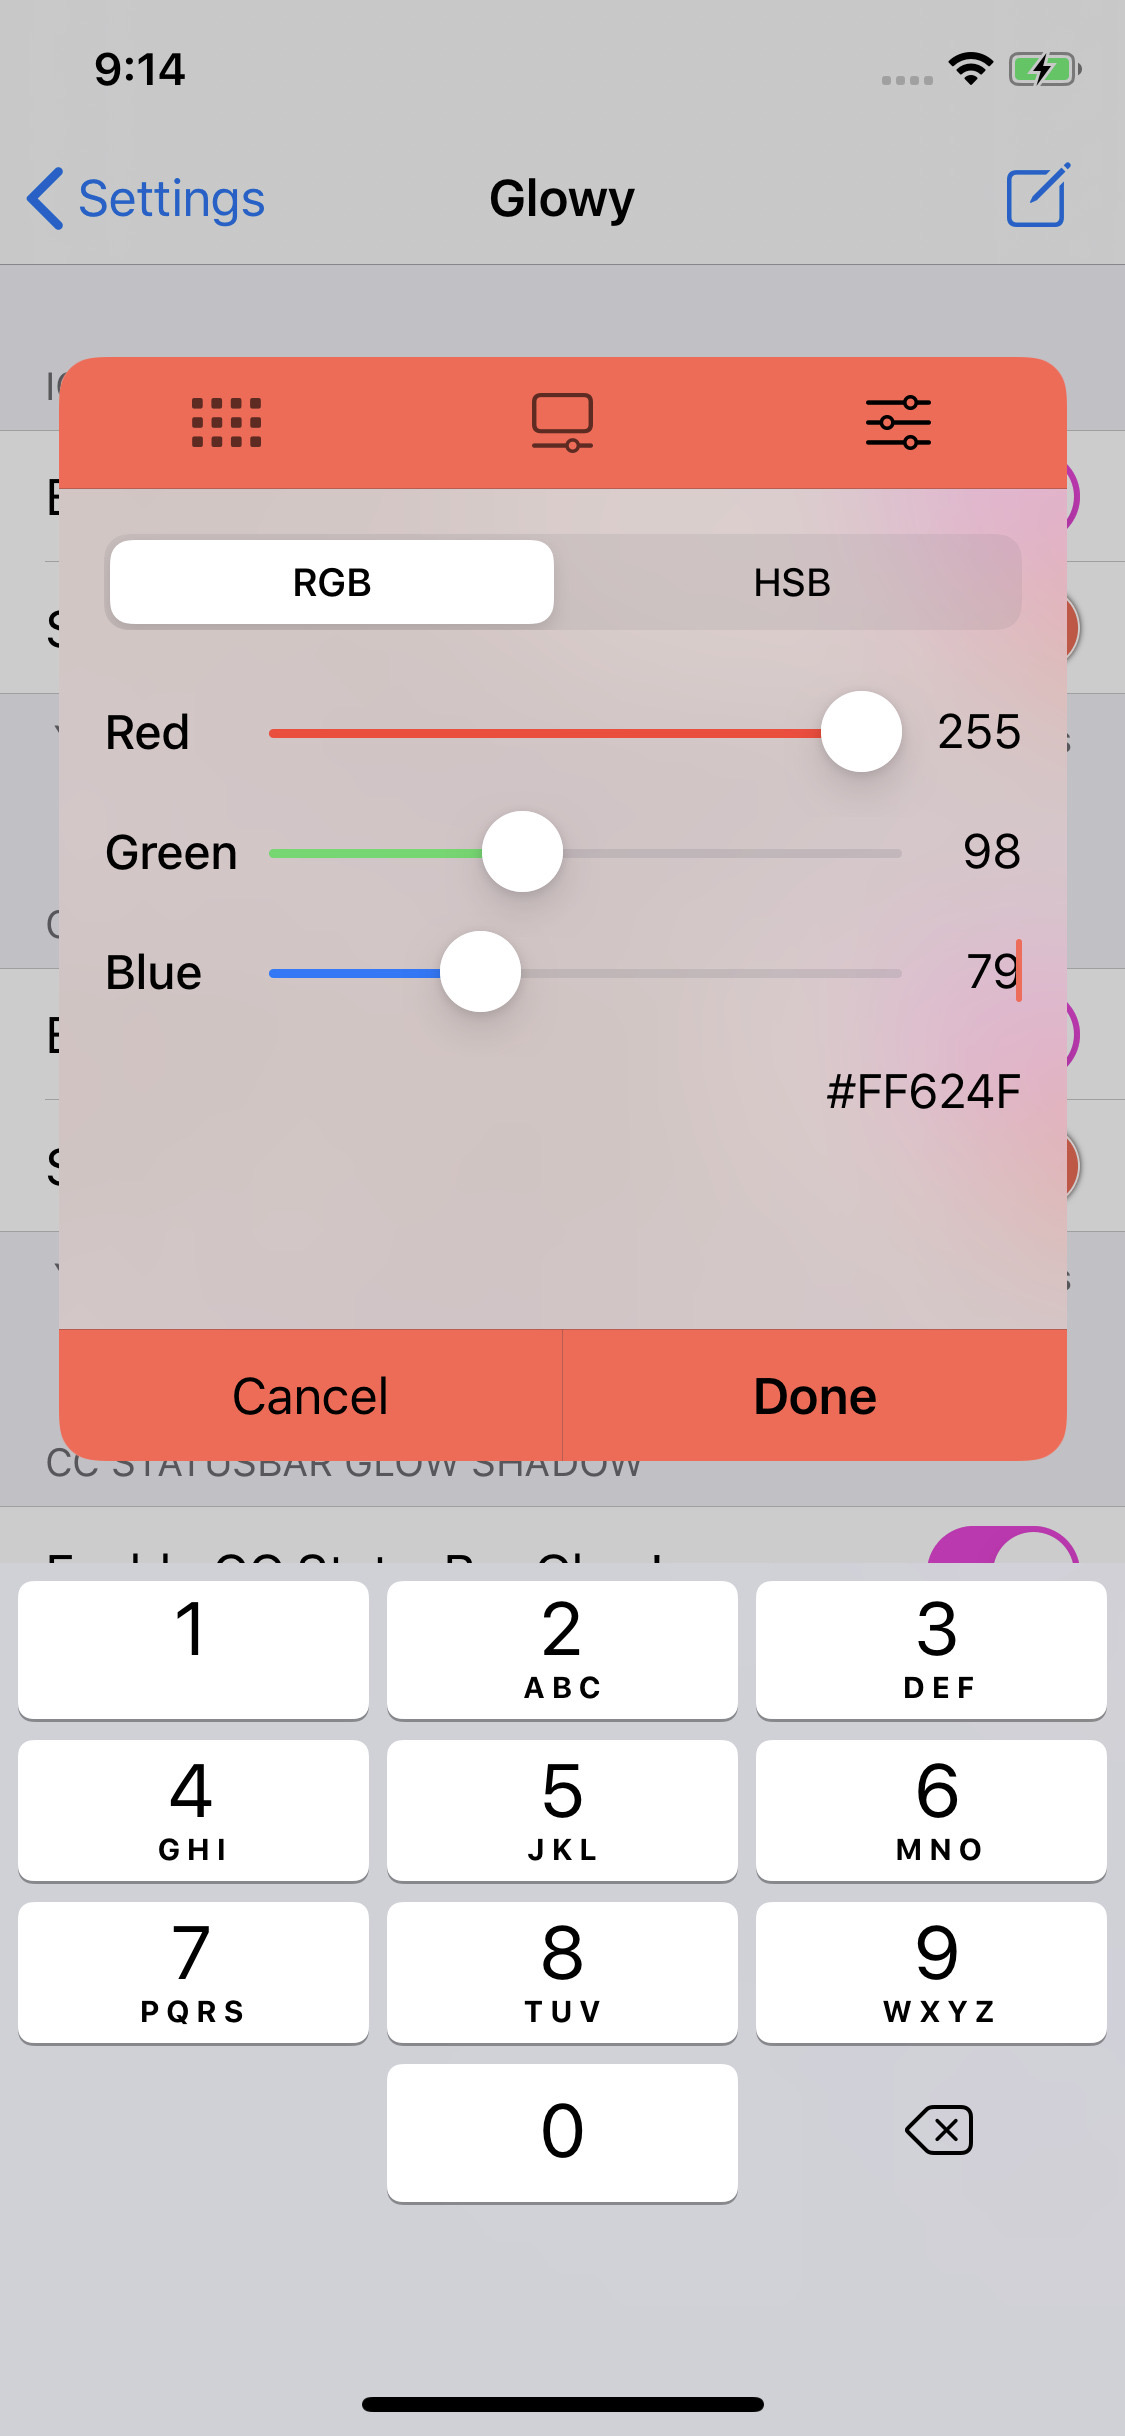 9:14
Settings
Glowy
RGB
HSB
Red
255
Green
98
Blue
79
#FF624F
Cancel
Done
CC STATUSBAR GLOW SHADOW
1
2
ABC
3
DEF
4
GHI
5
JKL
6
MNO
7
PQRS
8
TUV
9
WXYZ
0